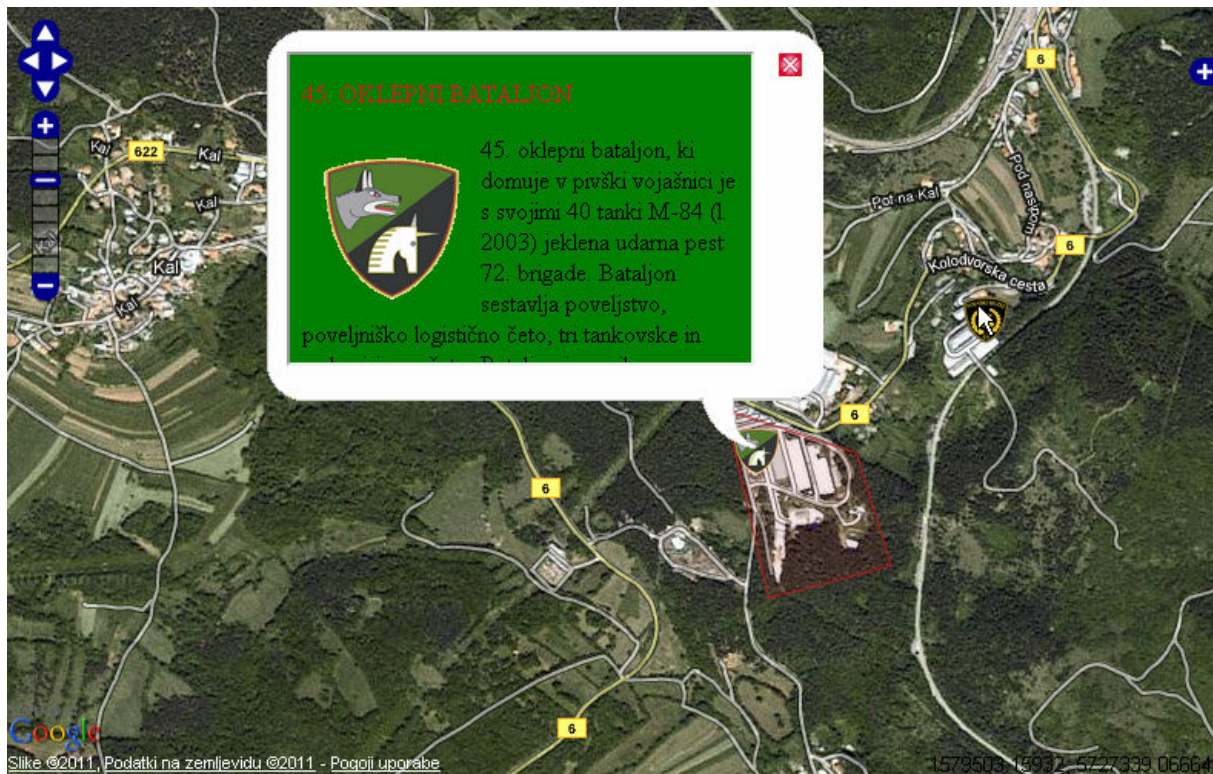 45. OKLEPNI BATALJON
45. oklepni bataljon, ki
domuje v pivški vojašnici je
s svojimi 40 tanki M-84 (l.
2003) jeklena udarna pest
72. brigade. Bataljon
sestavlja poveljstvo,
poveljniško logistično četo, tri tankovske in
6
622
Kal
Kal
Kal
Kal
Kal
Pot na Kal
Pod nasipom
6
Kolodvorska cesta
6
6
6
Google
Slike ©2011, Podatki na zemljevidu ©2011 - Pogoji uporabe
1579503.15932, 5727339.06664